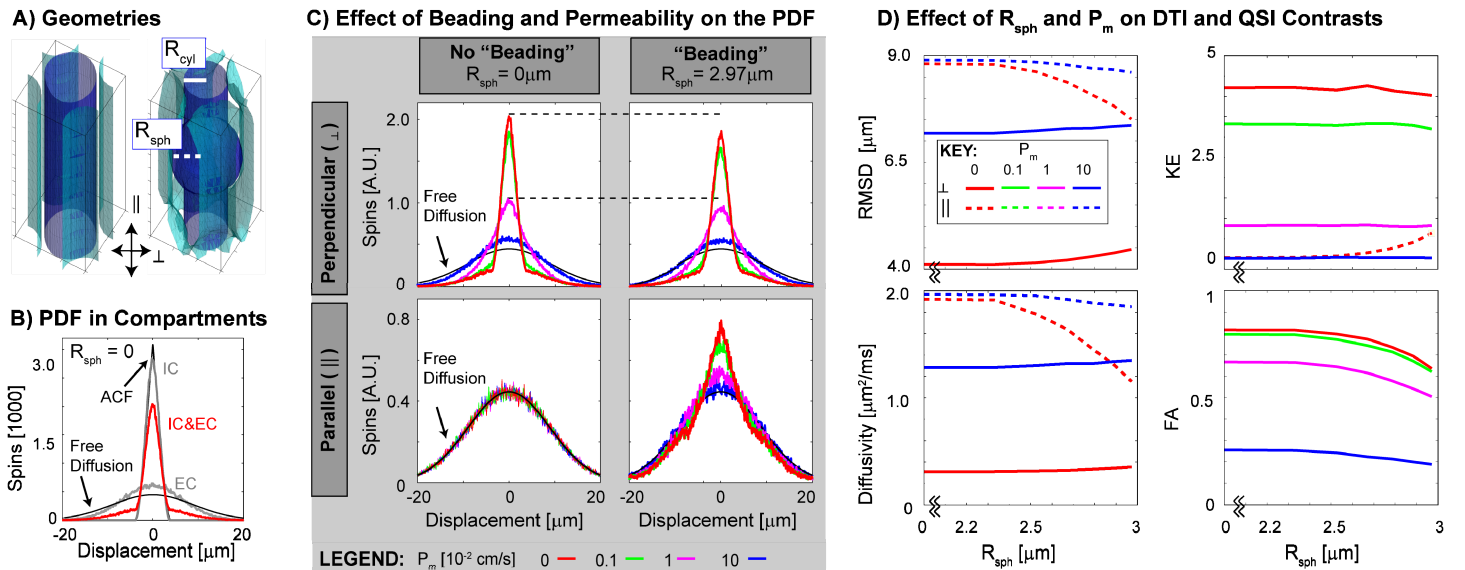 A) Geometries
R_cyl
R_sph
||
⊥
B) PDF in Compartments
R_sph = 0
IC
ACF
IC&EC
Free
Diffusion
EC
Spins [1000]
3.0
1.5
0
-20
0
20
Displacement [µm]
C) Effect of Beading and Permeability on the PDF
No “Beading”
R_sph = 0µm
“Beading”
R_sph = 2.97µm
Perpendicular (⊥)
Spins [A.U.]
2.0
1.0
0
Free
Diffusion
-20
0
20
-20
0
20
Parallel (||)
Spins [A.U.]
0.8
0.4
0
Free
Diffusion
-20
0
20
-20
0
20
Displacement [µm]
Displacement [µm]
LEGEND: P_m [10^-2 cm/s] 0 0.1 1 10
D) Effect of R_sph and P_m on DTI and QSI Contrasts
RMSD [µm]
9.0
6.5
4.0
KEY: P_m
0 0.1 1 10
⊥
||
KE
5
2.5
0
Diffusivity [µm²/ms]
2.0
1.0
0
0
2.2
2.5
3
R_sph [µm]
FA
1
0.5
0
0
2.2
2.5
3
R_sph [µm]